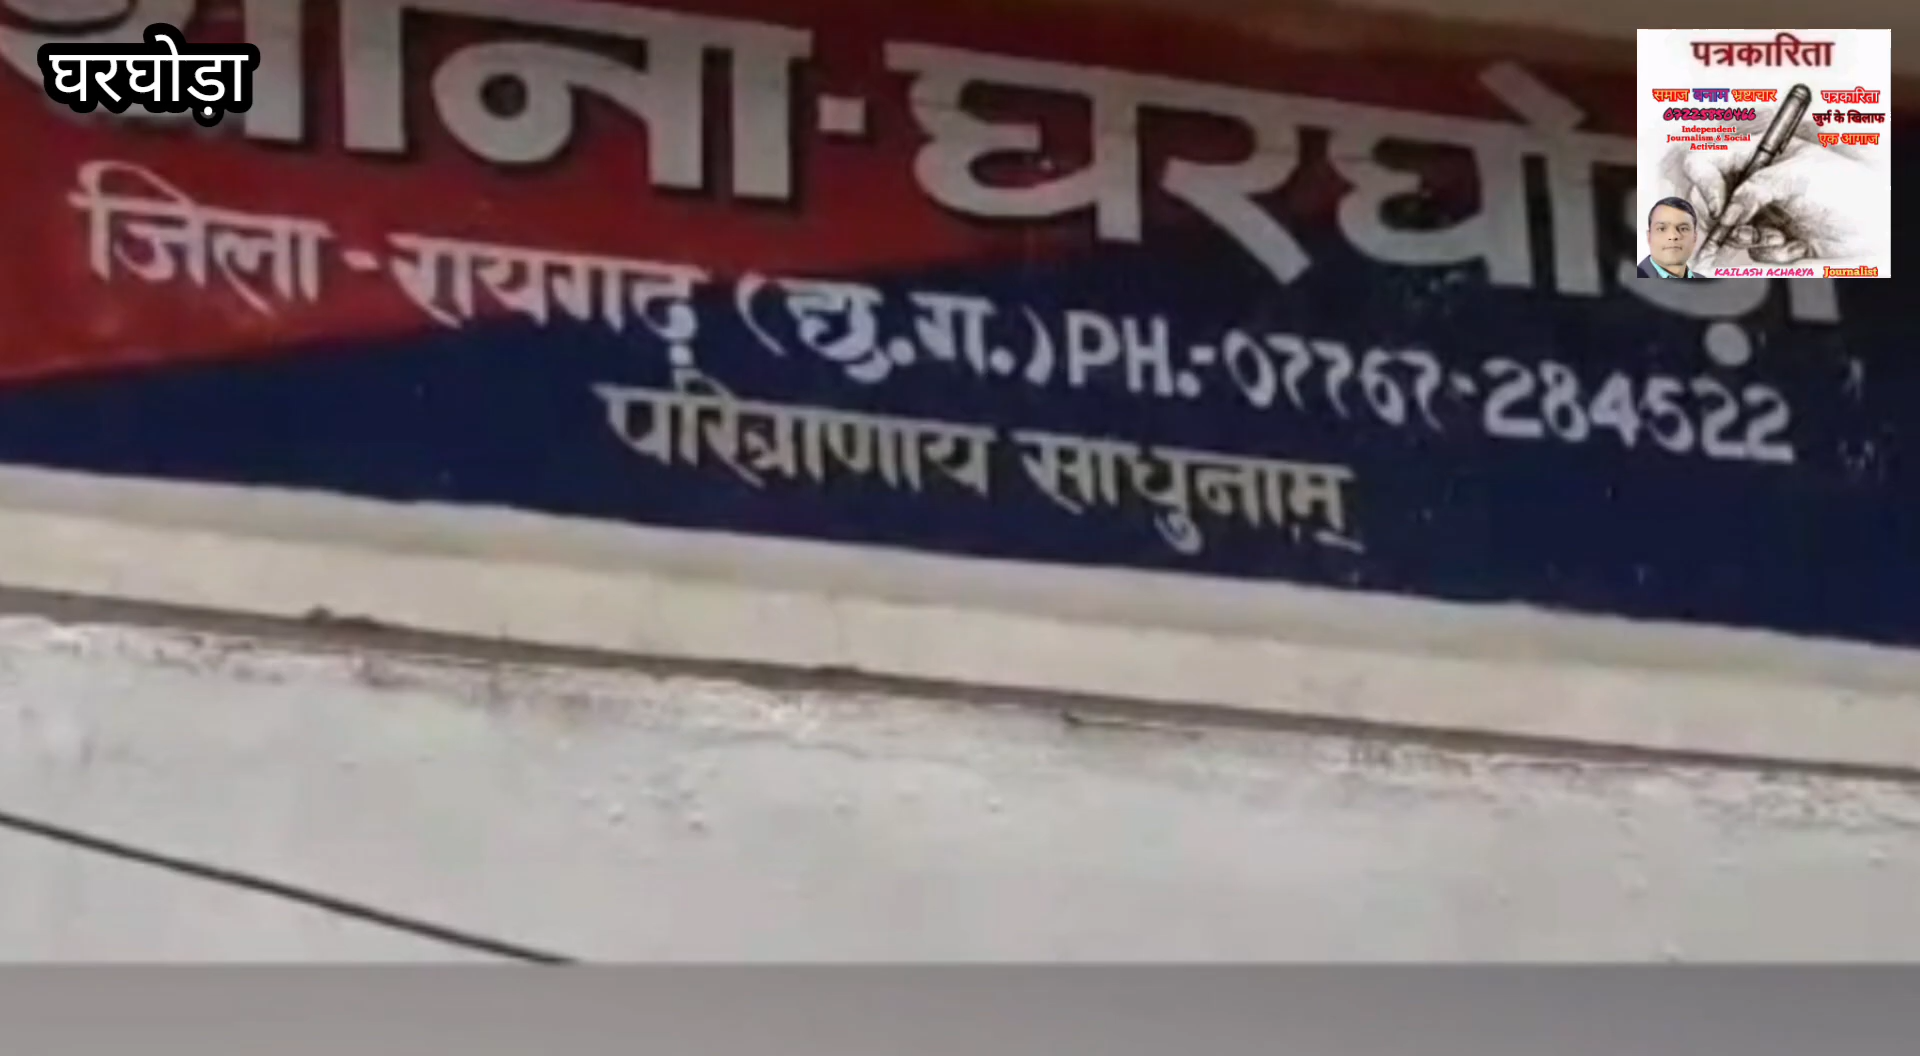 घरघोड़ा
थाना-घरघोड़ा
जिला-रायगढ़ (छ.ग.) PH.-07767-284522
परित्राणाय साधुनाम्
पत्रकारिता
समाज बनाम भ्रष्टाचार
Independent
Journalism & Social
Activism
पत्रकारिता
जुर्म के खिलाफ
एक आगाज
KAILASH ACHARYA Journalist